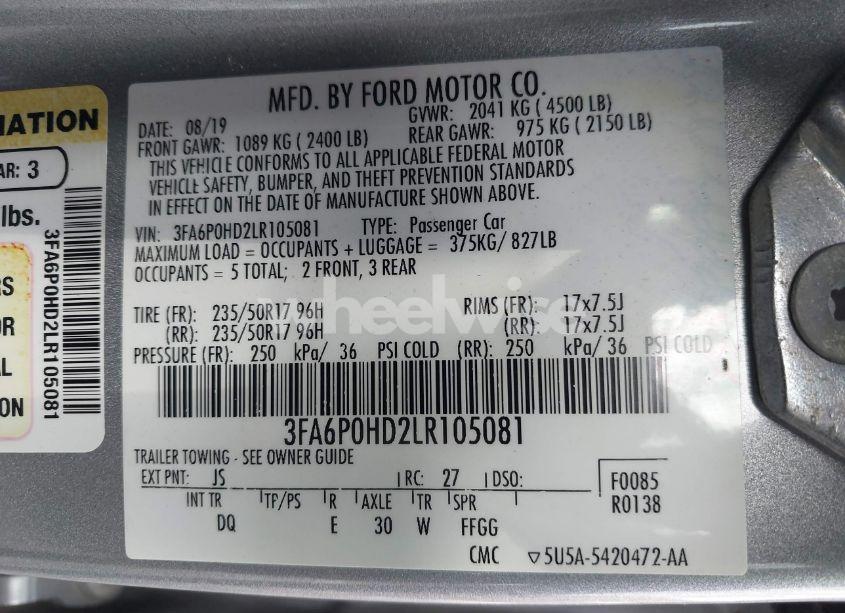 MATION
AR: 3
lbs.
RS
OR
AL
ON
3FA6P0HD2LR105081
MFD. BY FORD MOTOR CO.
DATE: 08/19 GVWR: 2041 KG ( 4500 LB)
FRONT GAWR: 1089 KG ( 2400 LB) REAR GAWR: 975 KG ( 2150 LB)
THIS VEHICLE CONFORMS TO ALL APPLICABLE FEDERAL MOTOR
VEHICLE SAFETY, BUMPER, AND THEFT PREVENTION STANDARDS
IN EFFECT ON THE DATE OF MANUFACTURE SHOWN ABOVE.
VIN: 3FA6P0HD2LR105081 TYPE: Passenger Car
MAXIMUM LOAD = OCCUPANTS + LUGGAGE = 375KG/ 827LB
OCCUPANTS = 5 TOTAL; 2 FRONT, 3 REAR
TIRE (FR): 235/50R17 96H RIMS (FR): 17x7.5J
(RR): 235/50R17 96H (RR): 17x7.5J
wheelwise
PRESSURE (FR): 250 kPa/ 36 PSI COLD (RR): 250 kPa/ 36 PSI COLD
3FA6P0HD2LR105081
TRAILER TOWING - SEE OWNER GUIDE
EXT PNT: JS RC: 27 DSO: F0085
R0138
INT TR TP/PS R AXLE TR SPR
DQ E 30 W FFGG
CMC ▽5U5A-5420472-AA